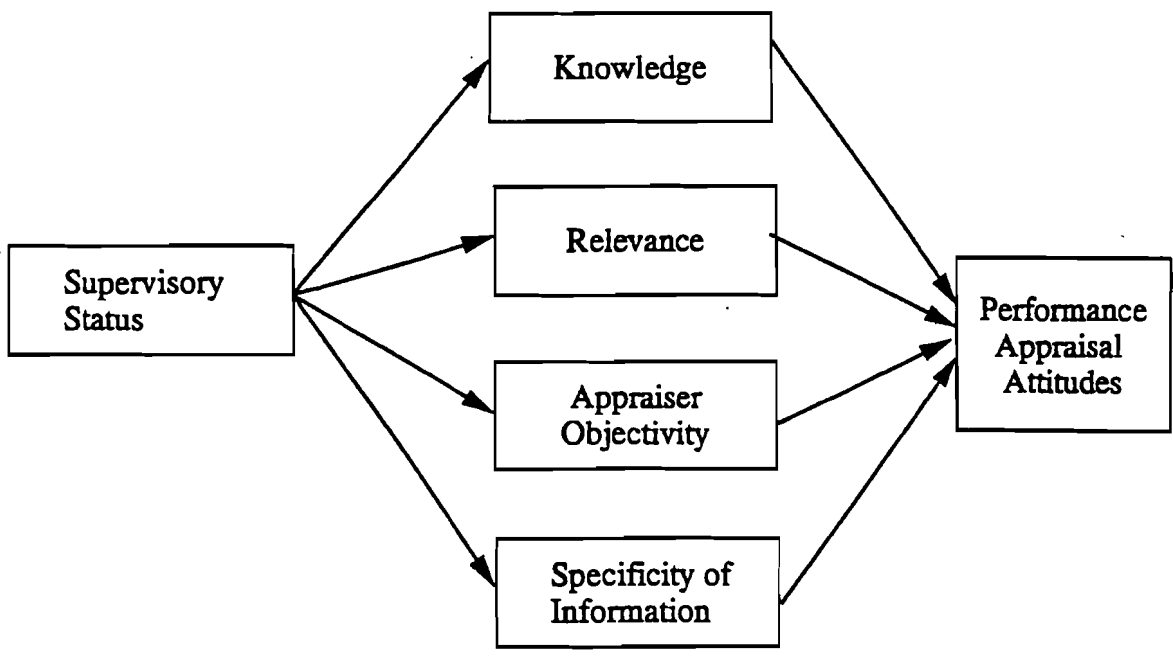 Knowledge
Relevance
Supervisory
Status
Performance
Appraisal
Attitudes
Appraiser
Objectivity
Specificity of
Information